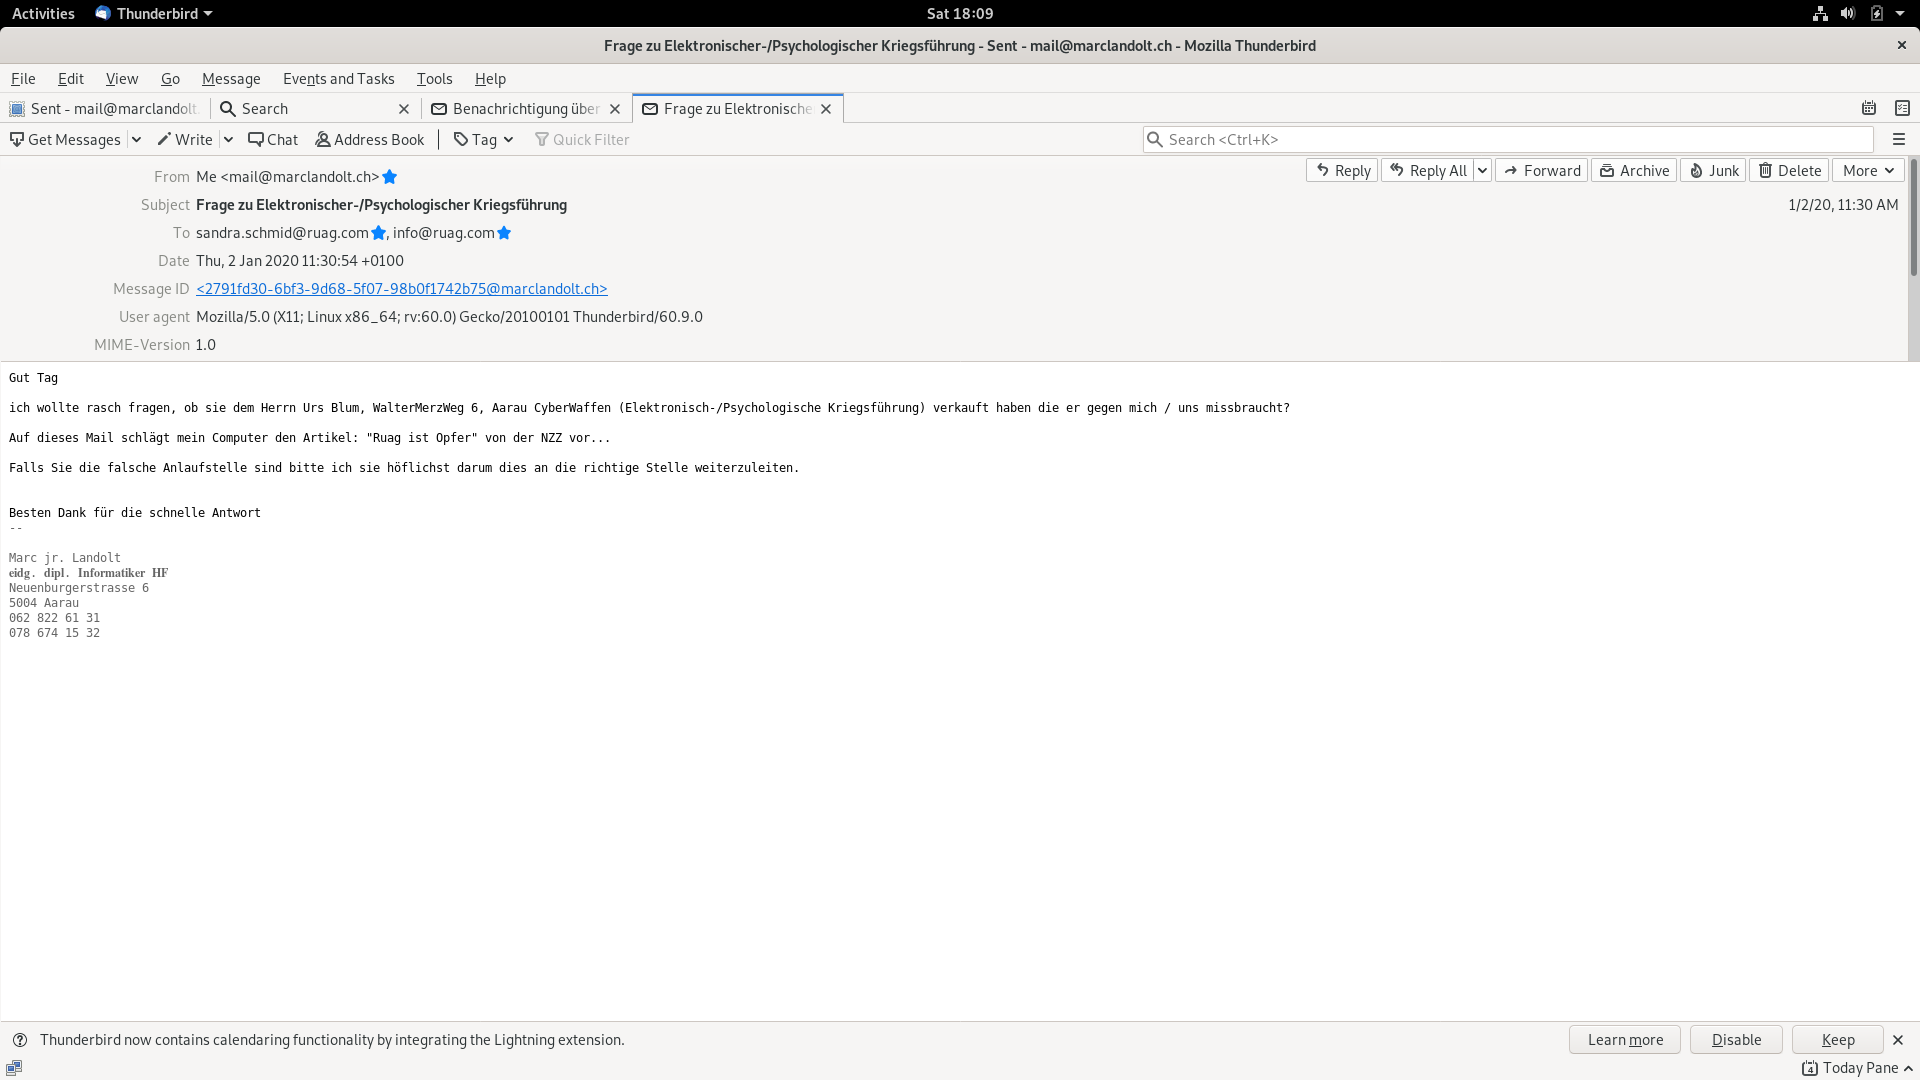 Activities Thunderbird Sat 18:09
Frage zu Elektronischer-/Psychologischer Kriegsführung - Sent - mail@marclandolt.ch - Mozilla Thunderbird
File Edit View Go Message Events and Tasks Tools Help
Sent - mail@marclandolt. Search Benachrichtigung über Frage zu Elektronische
Get Messages Write Chat Address Book Tag Quick Filter Search <Ctrl+K>
From Me <mail@marclandolt.ch> Reply Reply All Forward Archive Junk Delete More
Subject Frage zu Elektronischer-/Psychologischer Kriegsführung 1/2/20, 11:30 AM
To sandra.schmid@ruag.com, info@ruag.com
Date Thu, 2 Jan 2020 11:30:54 +0100
Message ID <2791fd30-6bf3-9d68-5f07-98b0f1742b75@marclandolt.ch>
User agent Mozilla/5.0 (X11; Linux x86_64; rv:60.0) Gecko/20100101 Thunderbird/60.9.0
MIME-Version 1.0
Gut Tag
ich wollte rasch fragen, ob sie dem Herrn Urs Blum, WalterMerzWeg 6, Aarau CyberWaffen (Elektronisch-/Psychologische Kriegsführung) verkauft haben die er gegen mich / uns missbraucht?
Auf dieses Mail schlägt mein Computer den Artikel: "Ruag ist Opfer" von der NZZ vor...
Falls Sie die falsche Anlaufstelle sind bitte ich sie höflichst darum dies an die richtige Stelle weiterzuleiten.
Besten Dank für die schnelle Antwort
--
Marc jr. Landolt
eidg. dipl. Informatiker HF
Neuenburgerstrasse 6
5004 Aarau
062 822 61 31
078 674 15 32
Thunderbird now contains calendaring functionality by integrating the Lightning extension. Learn more Disable Keep
4 Today Pane